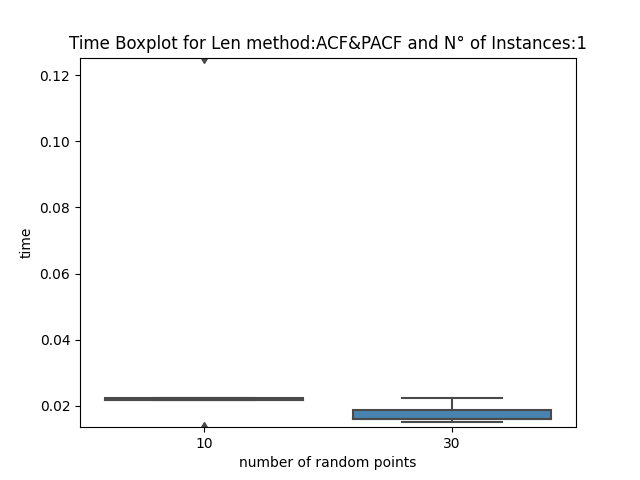 Time Boxplot for Len method:ACF&PACF and N° of Instances:1
0.12
0.10
0.08
0.06
0.04
0.02
time
10
30
number of random points